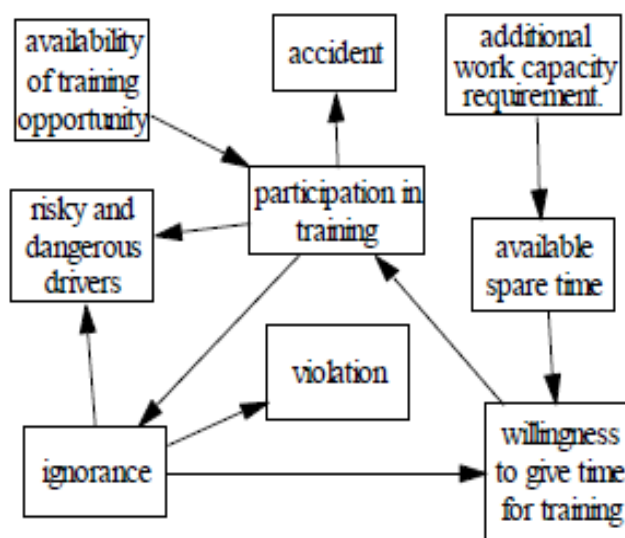 availability
of training
opportunity
accident
additional
work capacity
requirement.
risky and
dangerous
drivers
participation in
training
available
spare time
violation
ignorance
willingness
to give time
for training